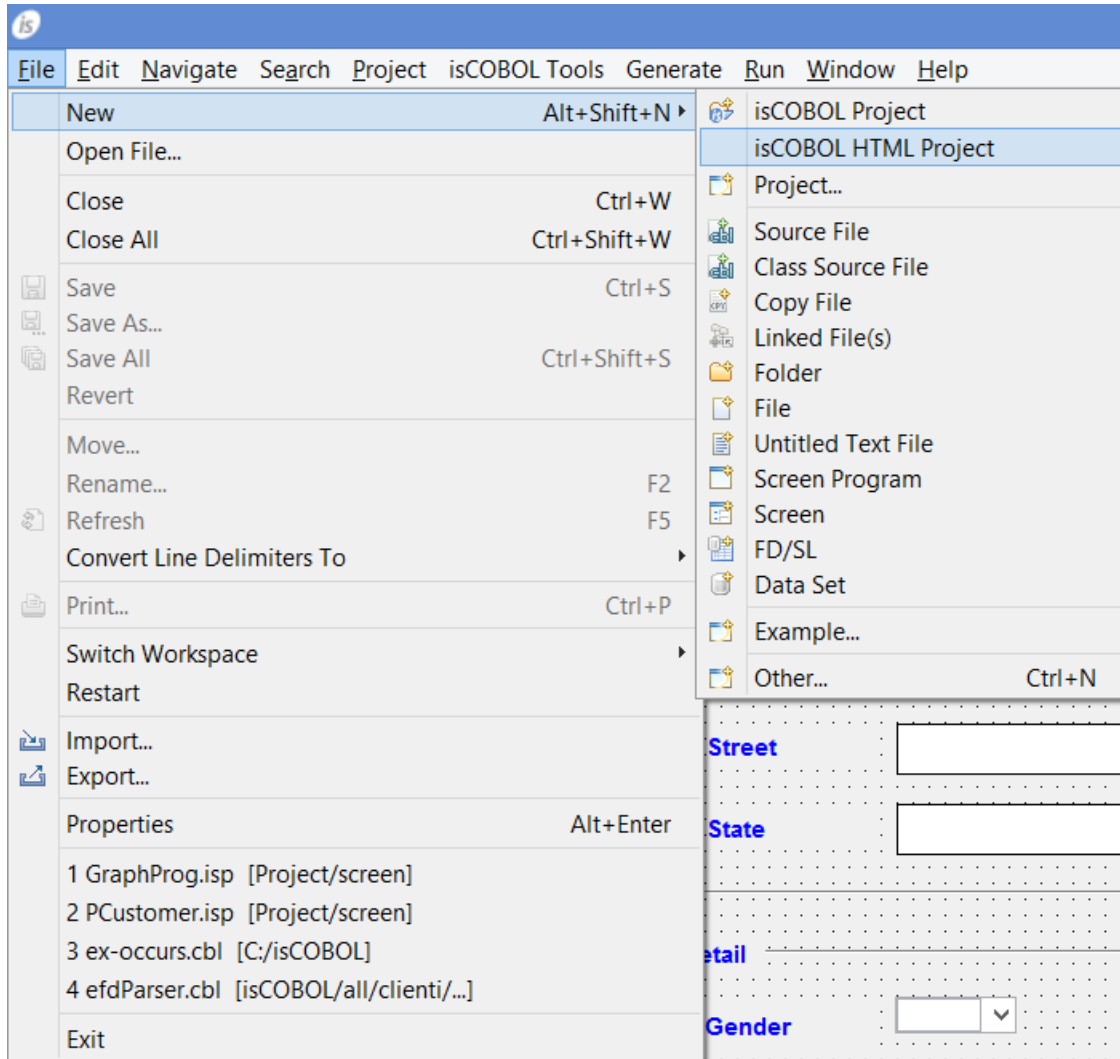 is
File Edit Navigate Search Project isCOBOL Tools Generate Run Window Help
New Alt+Shift+N
Open File...
Close Ctrl+W
Close All Ctrl+Shift+W
Save Ctrl+S
Save As...
Save All Ctrl+Shift+S
Revert
Move...
Rename... F2
Refresh F5
Convert Line Delimiters To
Print... Ctrl+P
Switch Workspace
Restart
Import...
Export...
Properties Alt+Enter
1 GraphProg.isp [Project/screen]
2 PCustomer.isp [Project/screen]
3 ex-occurs.cbl [C:/isCOBOL]
4 efdParser.cbl [isCOBOL/all/clienti/...]
Exit
isCOBOL Project
isCOBOL HTML Project
Project...
Source File
Class Source File
Copy File
Linked File(s)
Folder
File
Untitled Text File
Screen Program
Screen
FD/SL
Data Set
Example...
Other... Ctrl+N
Street
State
etail
Gender